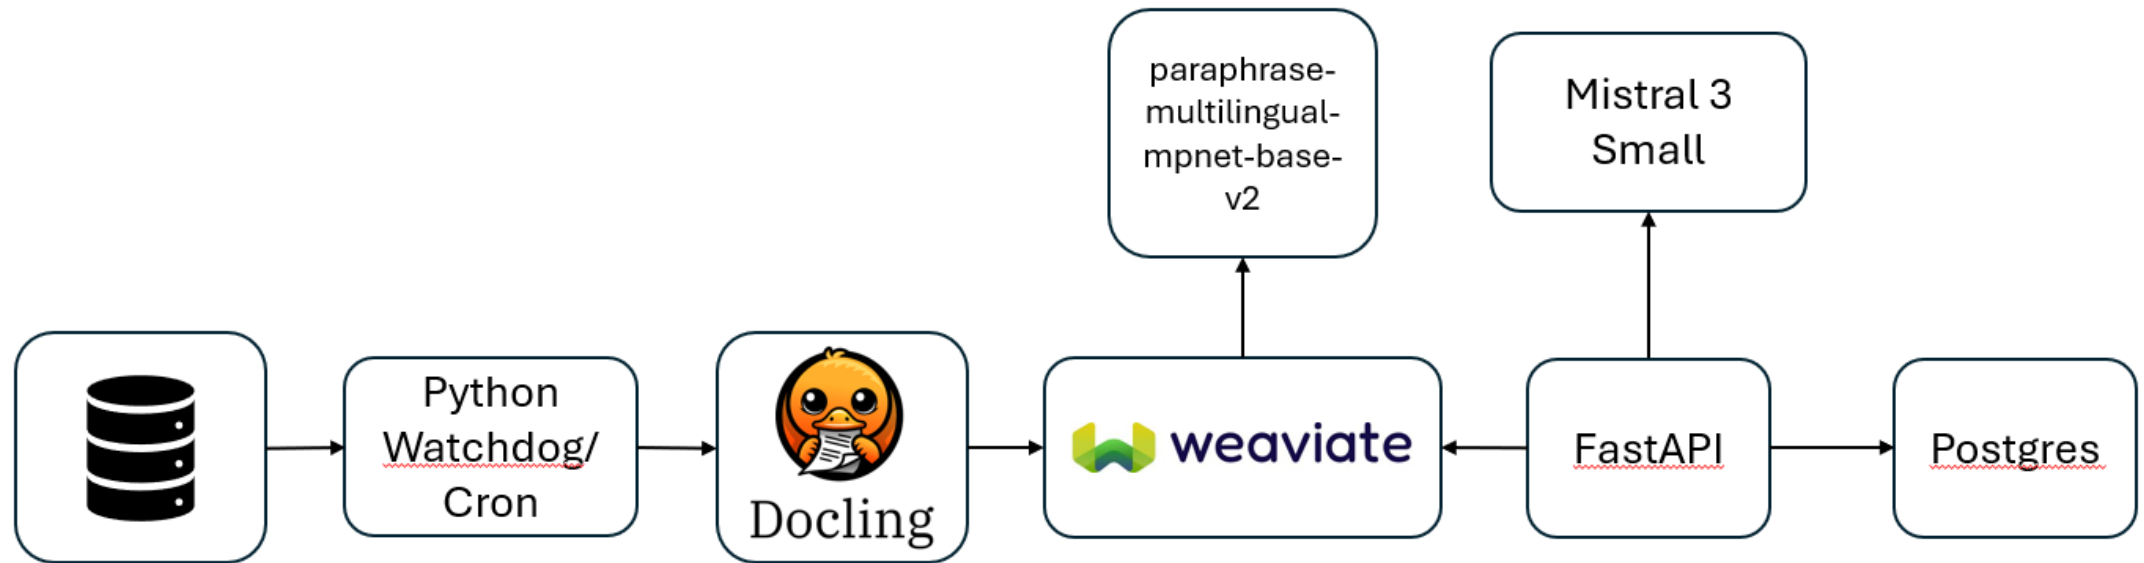 paraphrase-
multilingual-
mpnet-base-
v2
Mistral 3
Small
Python
Watchdog/
Cron
Docling
weaviate
FastAPI
Postgres